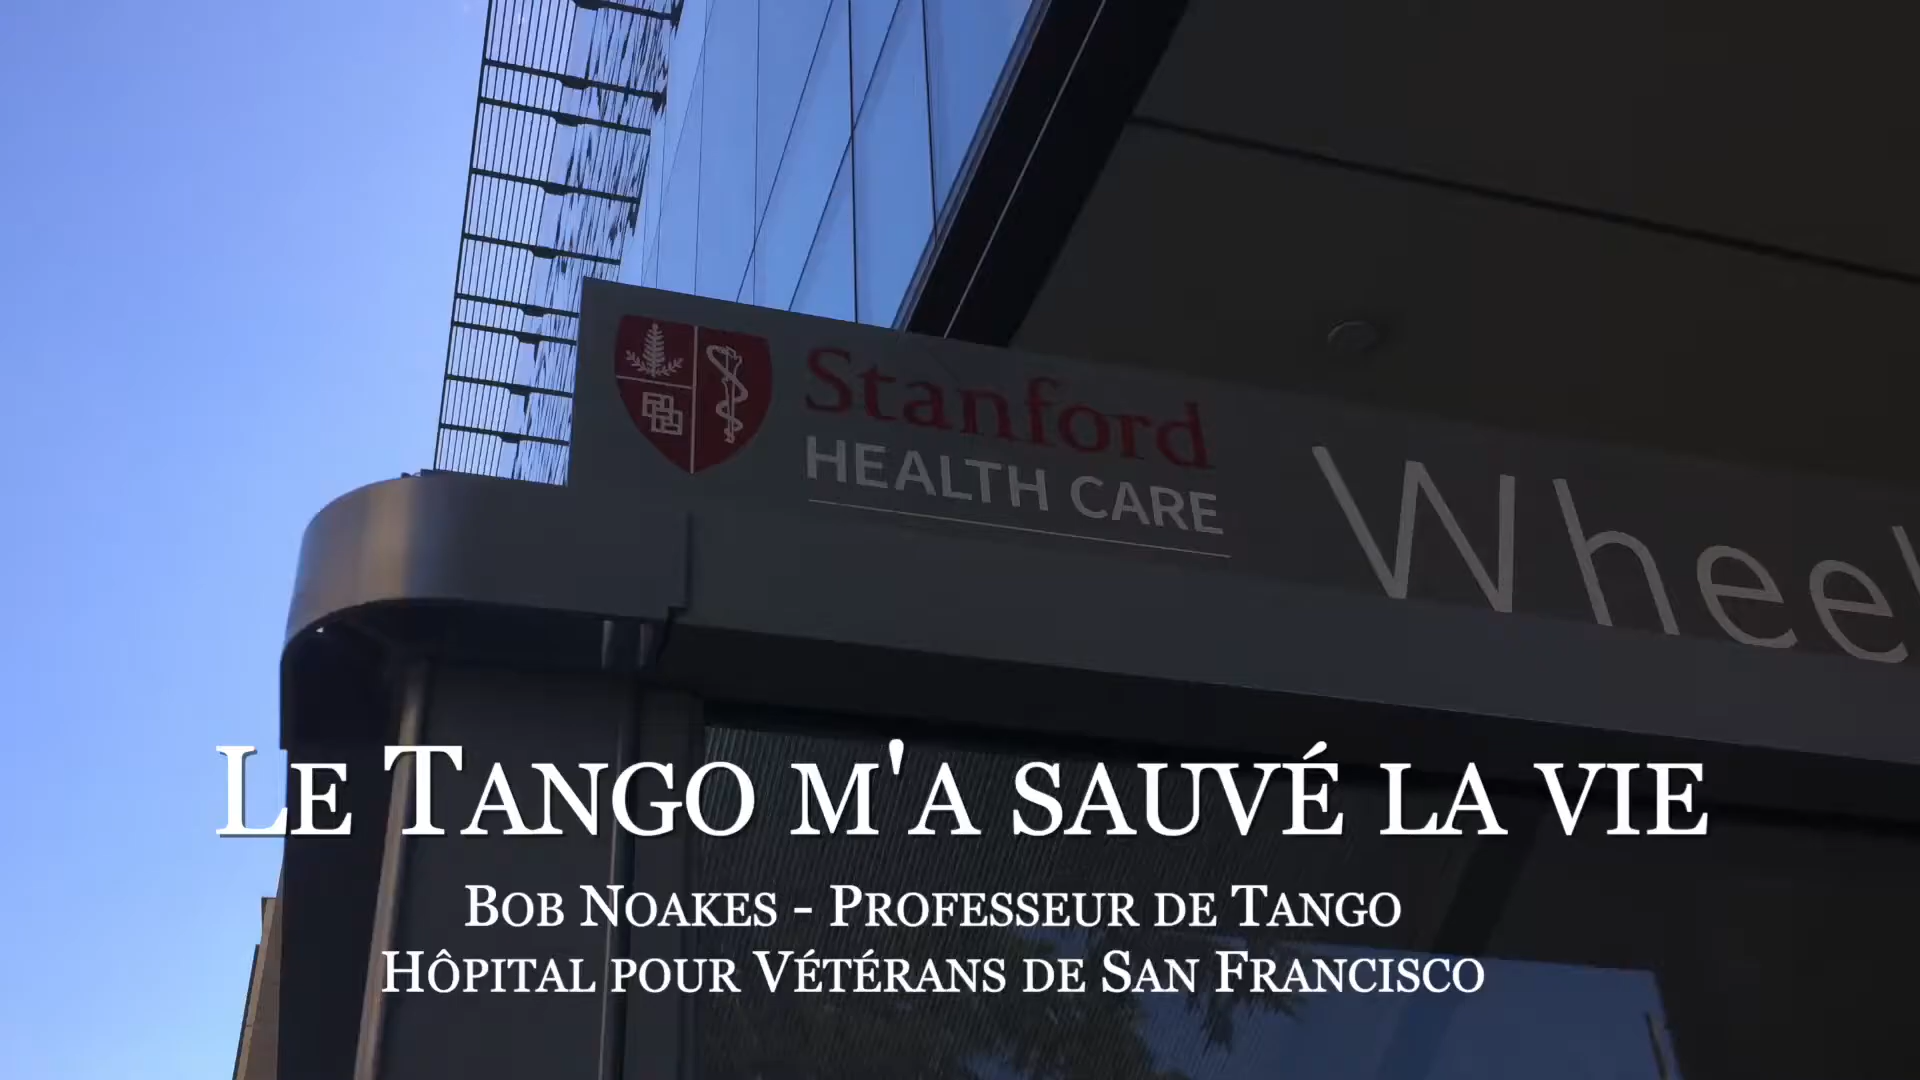 Stanford
HEALTH CARE
LE TANGO M'A SAUVÉ LA VIE
BOB NOAKES - PROFESSEUR DE TANGO
HÔPITAL POUR VÉTÉRANS DE SAN FRANCISCO